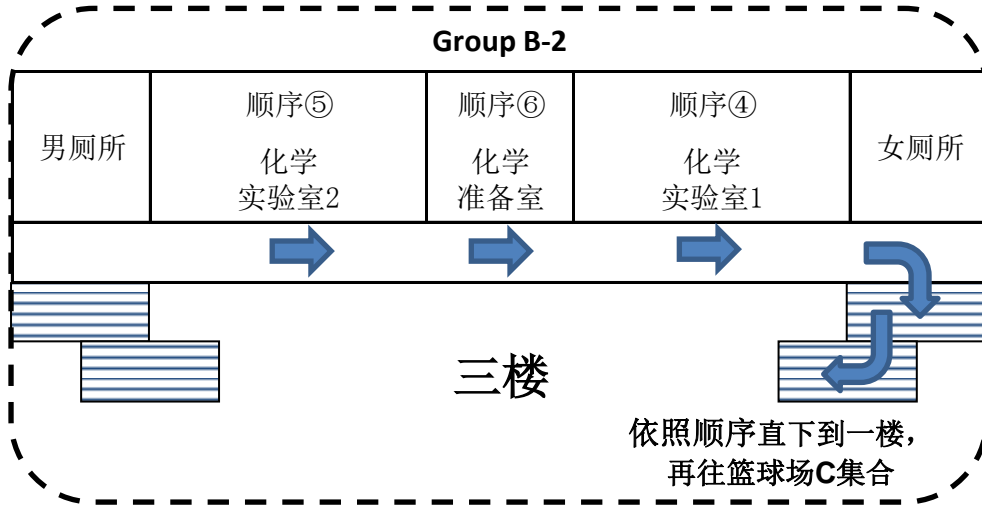 Group B-2
男厕所
顺序⑤
化学
实验室2
顺序⑥
化学
准备室
顺序④
化学
实验室1
女厕所
三楼
依照顺序直下到一楼，
再往篮球场C集合